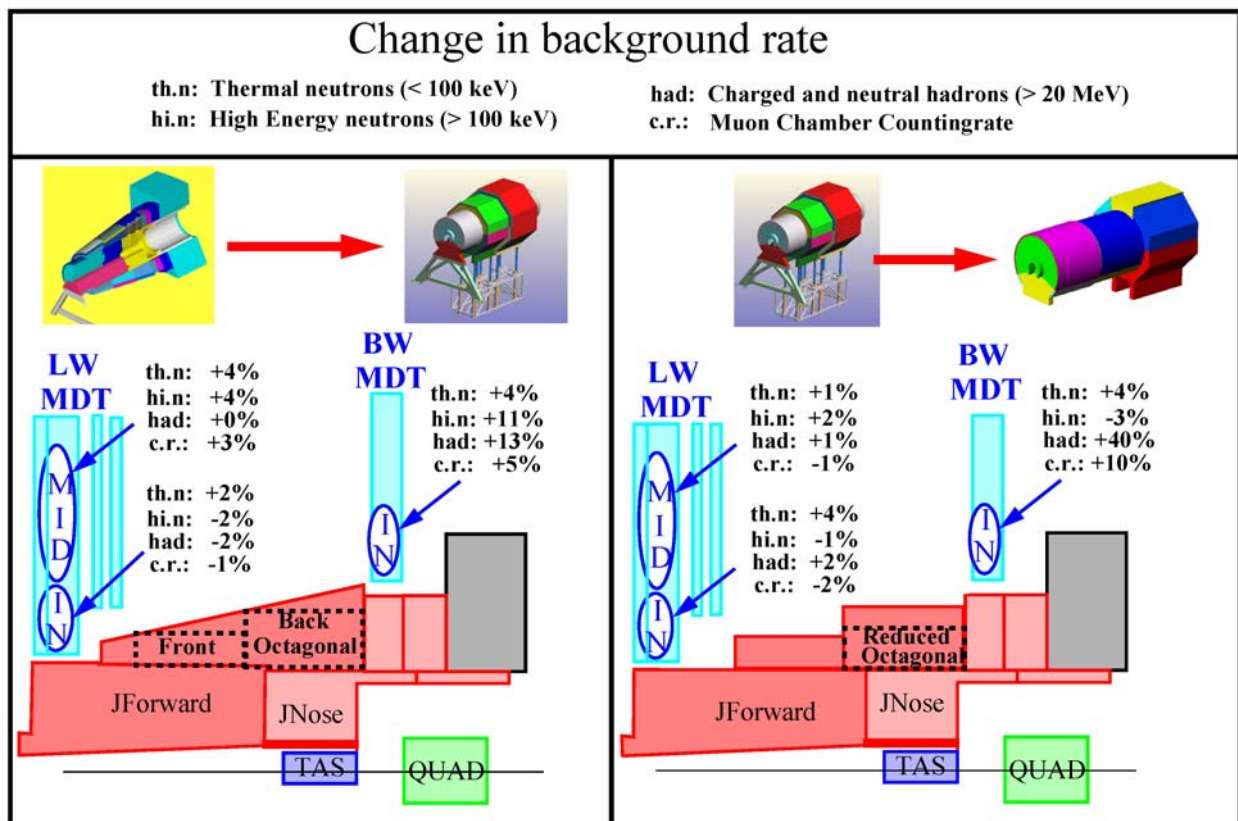 Change in background rate
th.n: Thermal neutrons (< 100 keV)
hi.n: High Energy neutrons (> 100 keV)
had: Charged and neutral hadrons (> 20 MeV)
c.r.: Muon Chamber Countingrate
LW
MDT
th.n: +4%
hi.n: +4%
had: +0%
c.r.: +3%
th.n: +2%
hi.n: -2%
had: -2%
c.r.: -1%
BW
MDT
th.n: +4%
hi.n: +11%
had: +13%
c.r.: +5%
M
I
D
I
N
I
N
Front
Back
Octagonal
JForward
JNose
TAS
QUAD
LW
MDT
th.n: +1%
hi.n: +2%
had: +1%
c.r.: -1%
th.n: +4%
hi.n: -1%
had: +2%
c.r.: -2%
BW
MDT
th.n: +4%
hi.n: -3%
had: +40%
c.r.: +10%
M
I
D
I
N
I
N
Reduced
Octagonal
JForward
JNose
TAS
QUAD